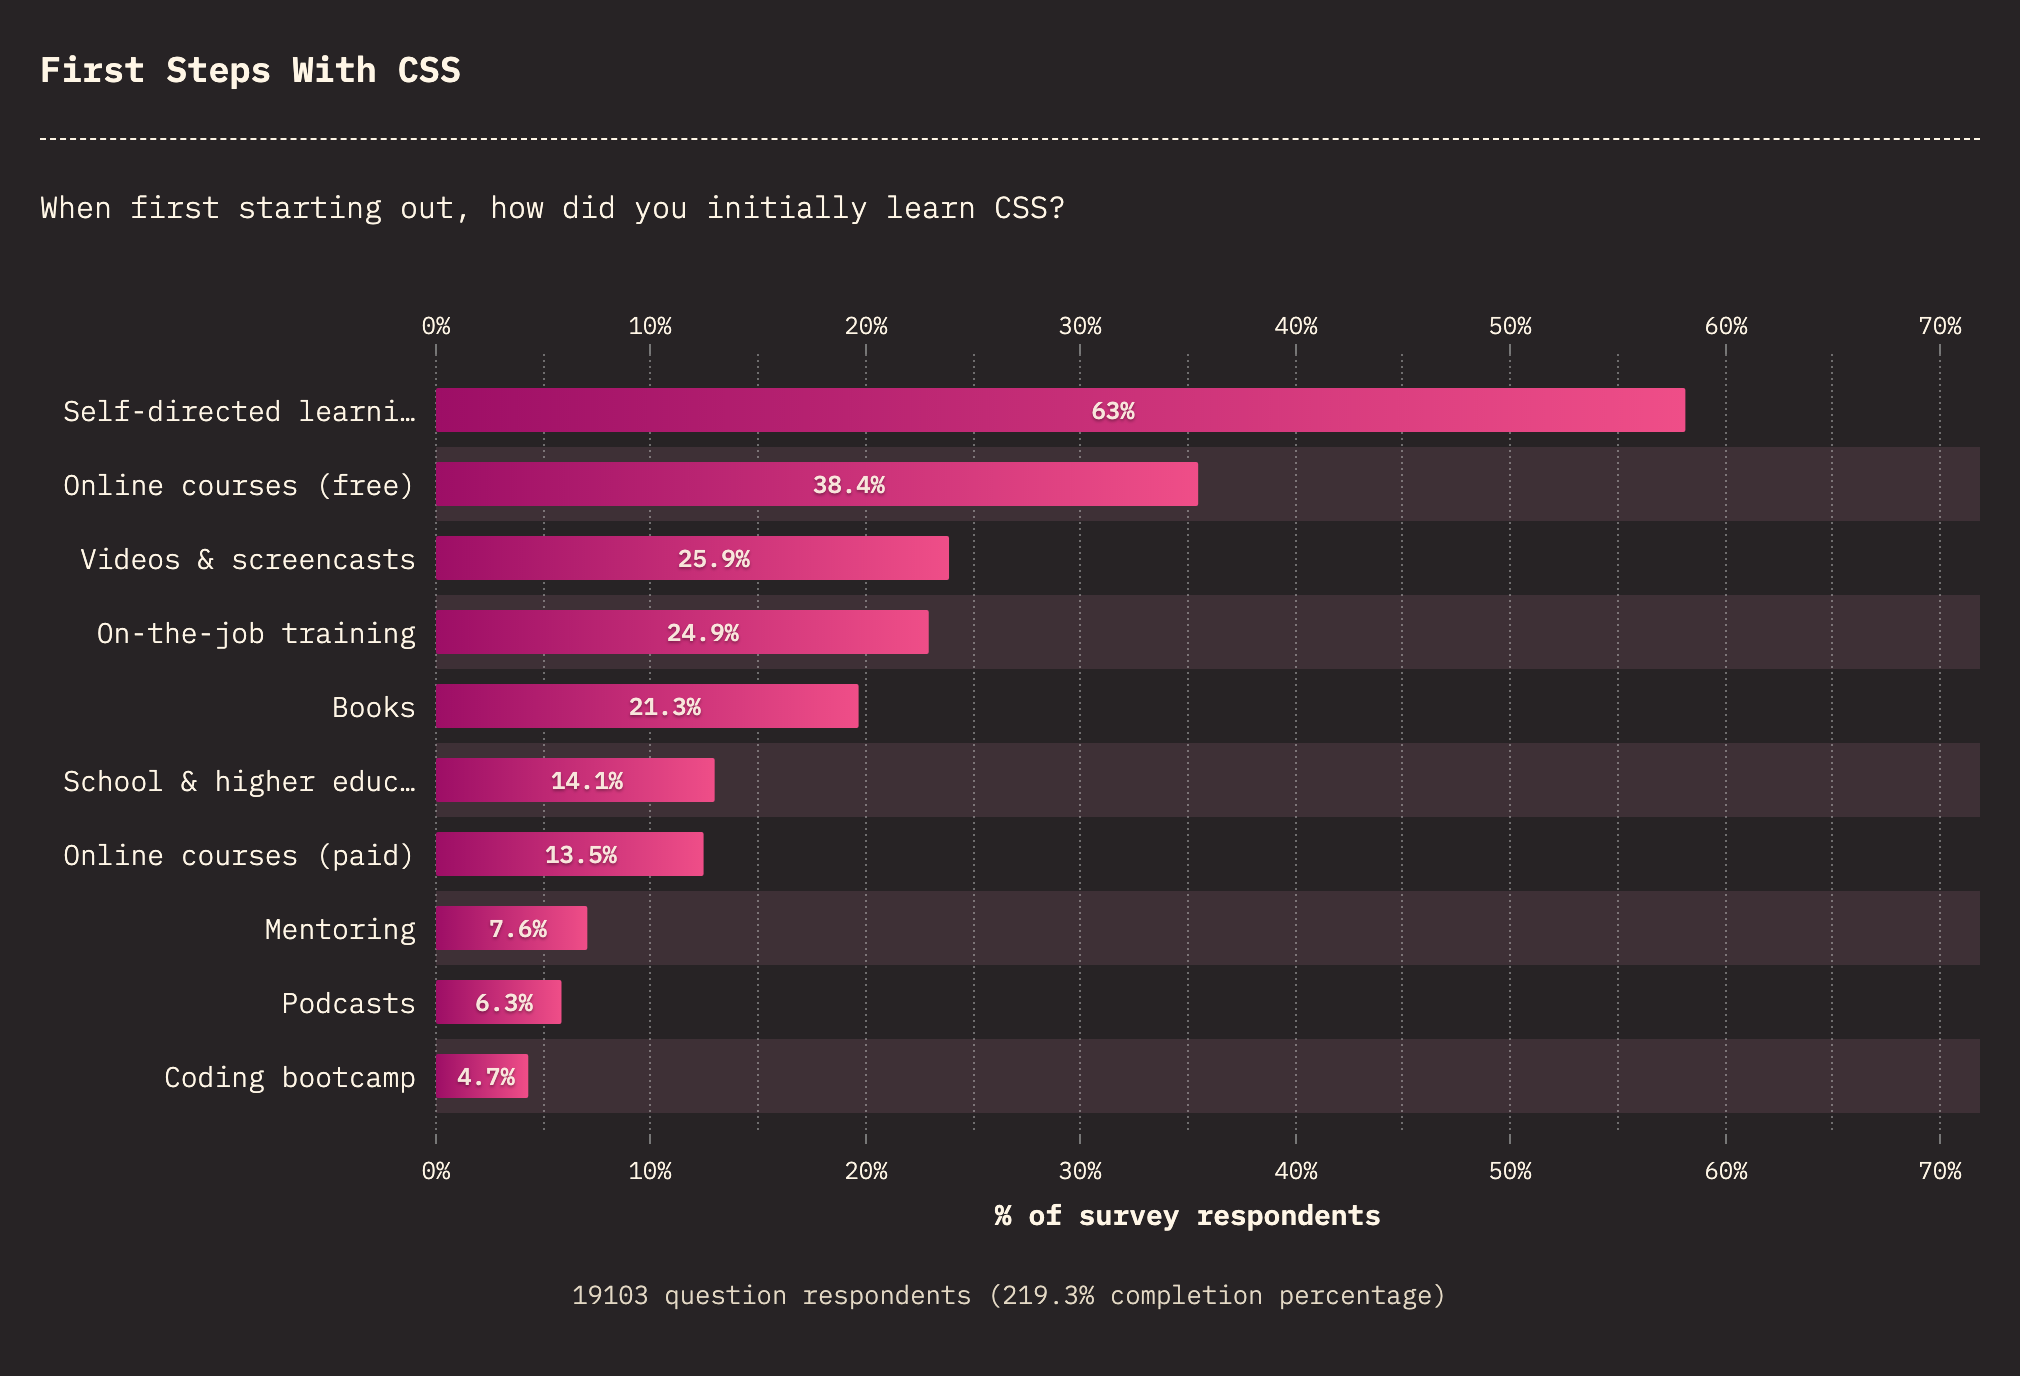 First Steps With CSS
When first starting out, how did you initially learn CSS?
0% 10% 20% 30% 40% 50% 60% 70%
Self-directed learni… 63%
Online courses (free) 38.4%
Videos & screencasts 25.9%
On-the-job training 24.9%
Books 21.3%
School & higher educ… 14.1%
Online courses (paid) 13.5%
Mentoring 7.6%
Podcasts 6.3%
Coding bootcamp 4.7%
0% 10% 20% 30% 40% 50% 60% 70%
% of survey respondents
19103 question respondents (219.3% completion percentage)